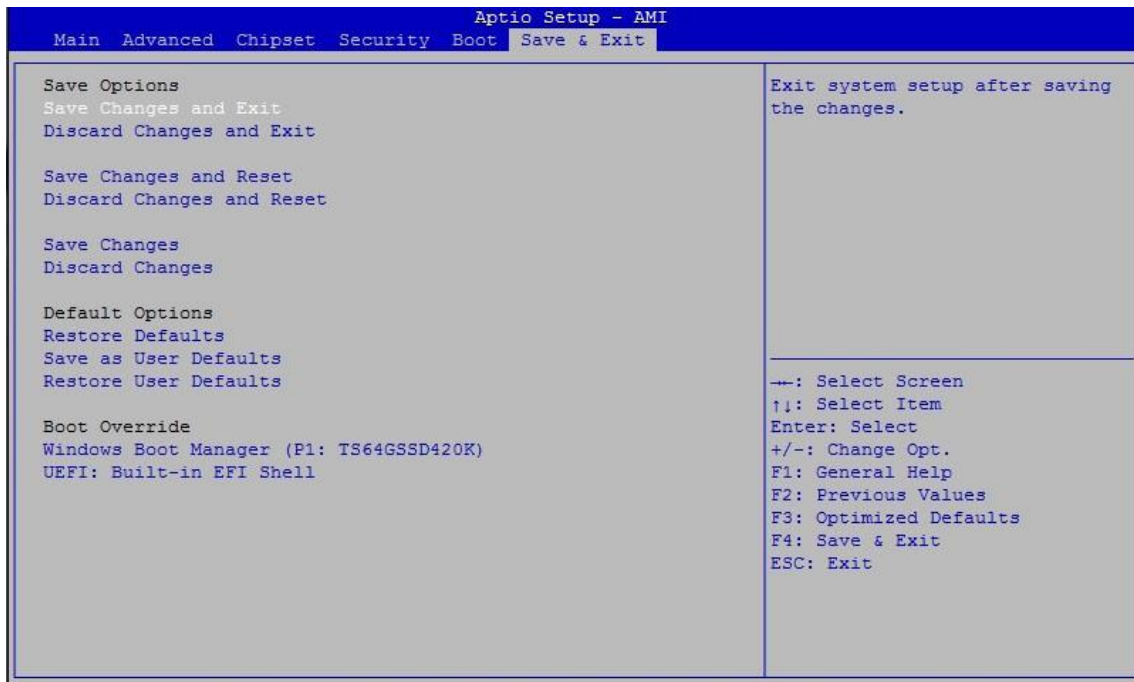 Aptio Setup - AMI
Main Advanced Chipset Security Boot Save & Exit
Save Options
Save Changes and Exit
Discard Changes and Exit
Save Changes and Reset
Discard Changes and Reset
Save Changes
Discard Changes
Default Options
Restore Defaults
Save as User Defaults
Restore User Defaults
Boot Override
Windows Boot Manager (P1: TS64GSSD420K)
UEFI: Built-in EFI Shell
Exit system setup after saving
the changes.
→←: Select Screen
↑↓: Select Item
Enter: Select
+/-: Change Opt.
F1: General Help
F2: Previous Values
F3: Optimized Defaults
F4: Save & Exit
ESC: Exit